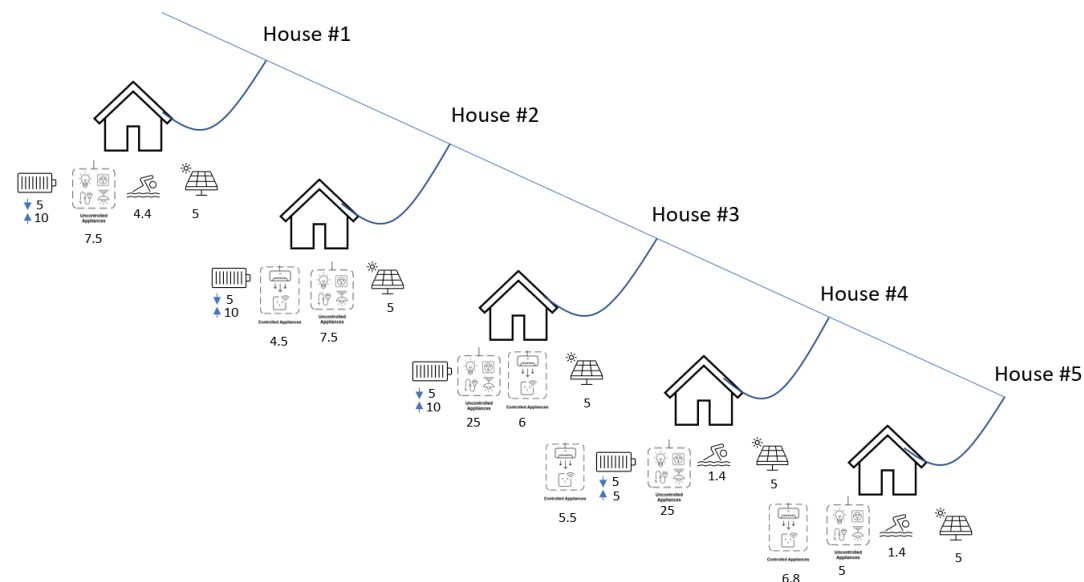 House #1
5
10
Uncontrolled
Appliances
7.5
4.4
5
House #2
5
10
Controlled Appliances
4.5
Uncontrolled
Appliances
7.5
5
House #3
5
10
Uncontrolled
Appliances
25
Controlled Appliances
6
5
House #4
Controlled Appliances
5.5
5
5
Uncontrolled
Appliances
25
1.4
5
House #5
Controlled Appliances
6.8
Uncontrolled
Appliances
5
1.4
5